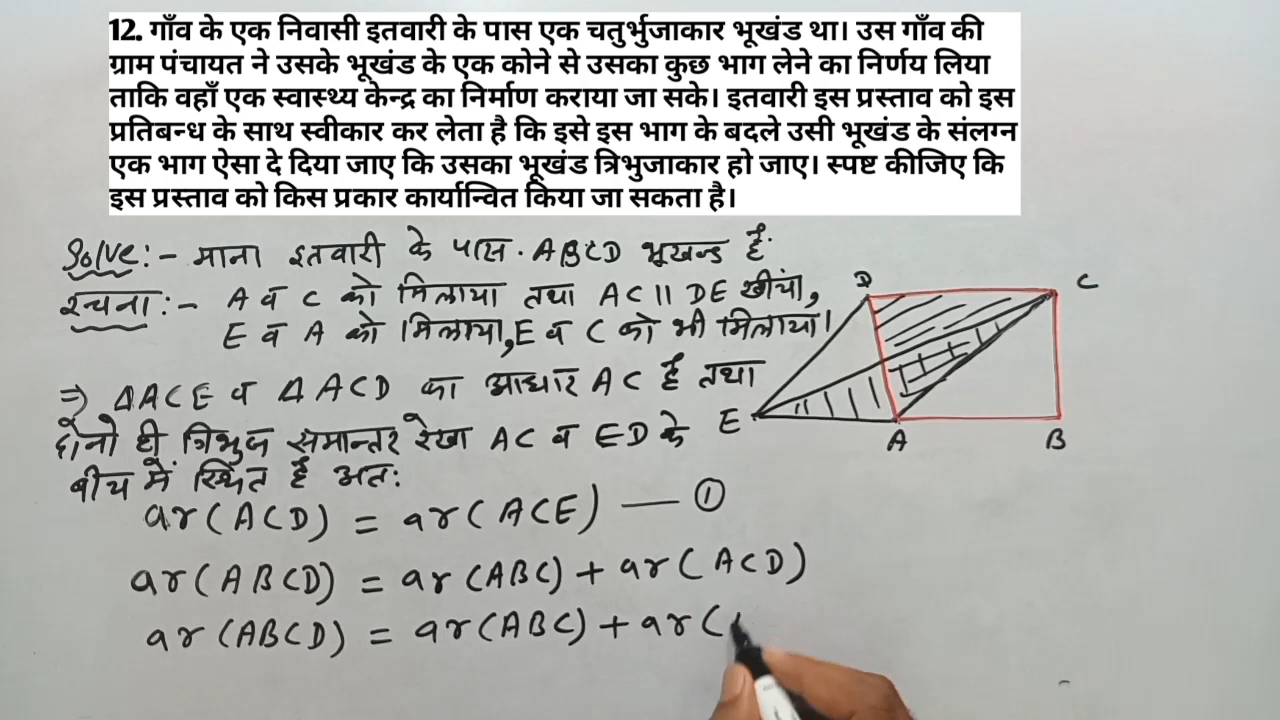 12. गाँव के एक निवासी इतवारी के पास एक चतुर्भुजाकार भूखंड था। उस गाँव की
ग्राम पंचायत ने उसके भूखंड के एक कोने से उसका कुछ भाग लेने का निर्णय लिया
ताकि वहाँ एक स्वास्थ्य केन्द्र का निर्माण कराया जा सके। इतवारी इस प्रस्ताव को इस
प्रतिबन्ध के साथ स्वीकार कर लेता है कि इसे इस भाग के बदले उसी भूखंड के संलग्न
एक भाग ऐसा दे दिया जाए कि उसका भूखंड त्रिभुजाकार हो जाए। स्पष्ट कीजिए कि
इस प्रस्ताव को किस प्रकार कार्यान्वित किया जा सकता है।
Solve:- माना इतवारी के पास ABCD भूखन्ड है
रचना:- A व C को मिलाया तथा AC || DE खींचां,
E व A को मिलाया, E व C को भी मिलाया।
⇒ ΔACE व ΔACD का आधार AC है तथा
दोनो ही त्रिभुज समान्तर रेखा AC व ED के
बीच में स्थित है अत:
ar(ACD) = ar(ACE) — ①
ar(ABCD) = ar(ABC) + ar(ACD)
ar(ABCD) = ar(ABC) + ar(
D C
E A B